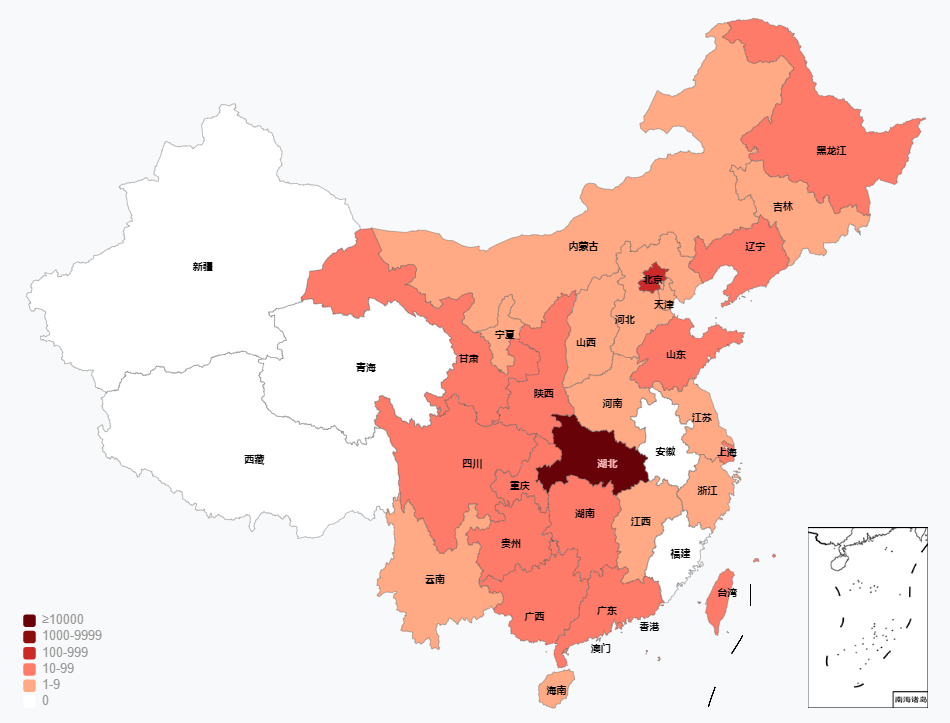 黑龙江
吉林
辽宁
内蒙古
新疆
北京
天津
河北
宁夏
山西
山东
甘肃
青海
陕西
河南
江苏
安徽
上海
西藏
四川
湖北
重庆
浙江
湖南
江西
贵州
福建
云南
台湾
广东
广西
香港
澳门
海南
南海诸岛
≥10000
1000-9999
100-999
10-99
1-9
0